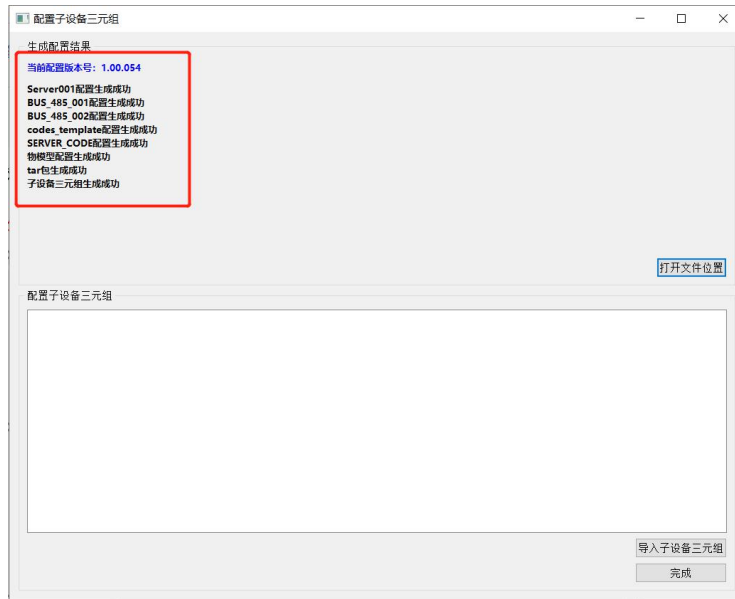 配置子设备三元组
生成配置结果
当前配置版本号：1.00.054
Server001配置生成成功
BUS_485_001配置生成成功
BUS_485_002配置生成成功
codes_template配置生成成功
SERVER_CODE配置生成成功
物模型配置生成成功
tar包生成成功
子设备三元组生成成功
打开文件位置
配置子设备三元组
导入子设备三元组
完成